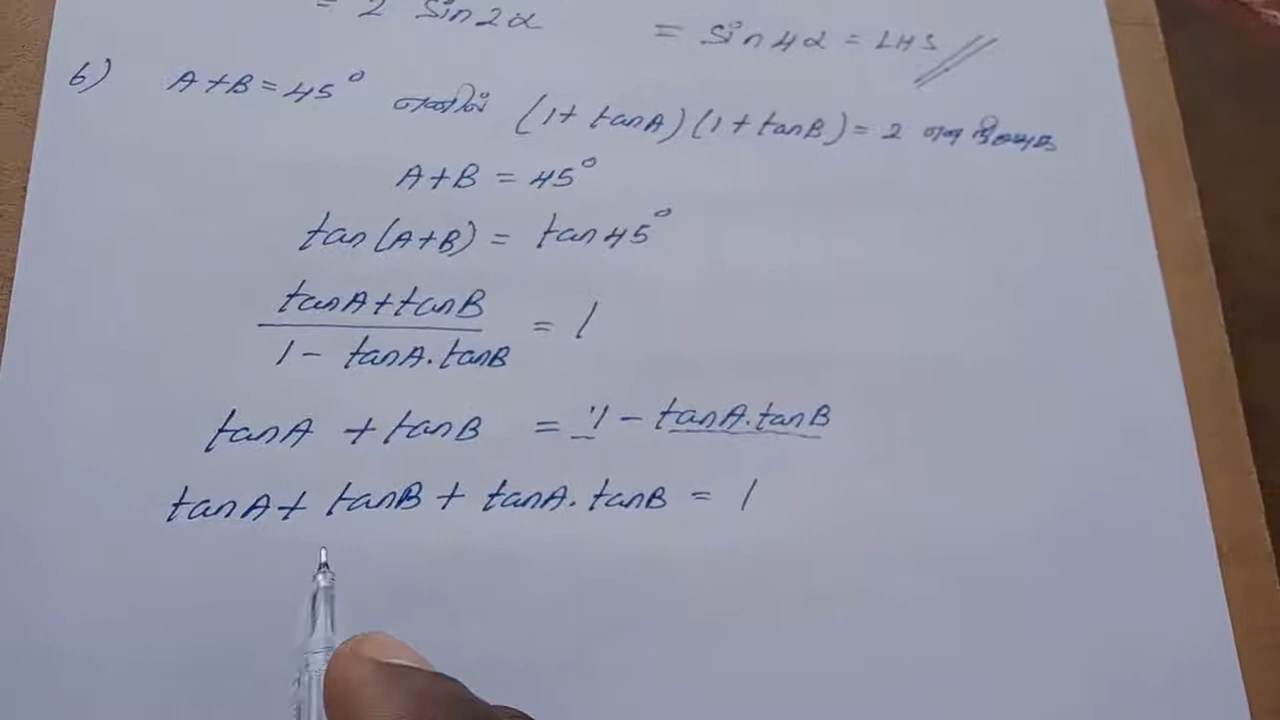 = 2 sin2α = sin4α = LHS //
6) A+B=45° எனில் (1+ tanA)(1+tanB)=2 என நிறுவுக
A+B = 45°
tan(A+B) = tan45°
tanA+tanB
= 1
1- tanA.tanB
tanA +tanB = 1 - tanA.tanB
tanA+ tanB + tanA.tanB = 1